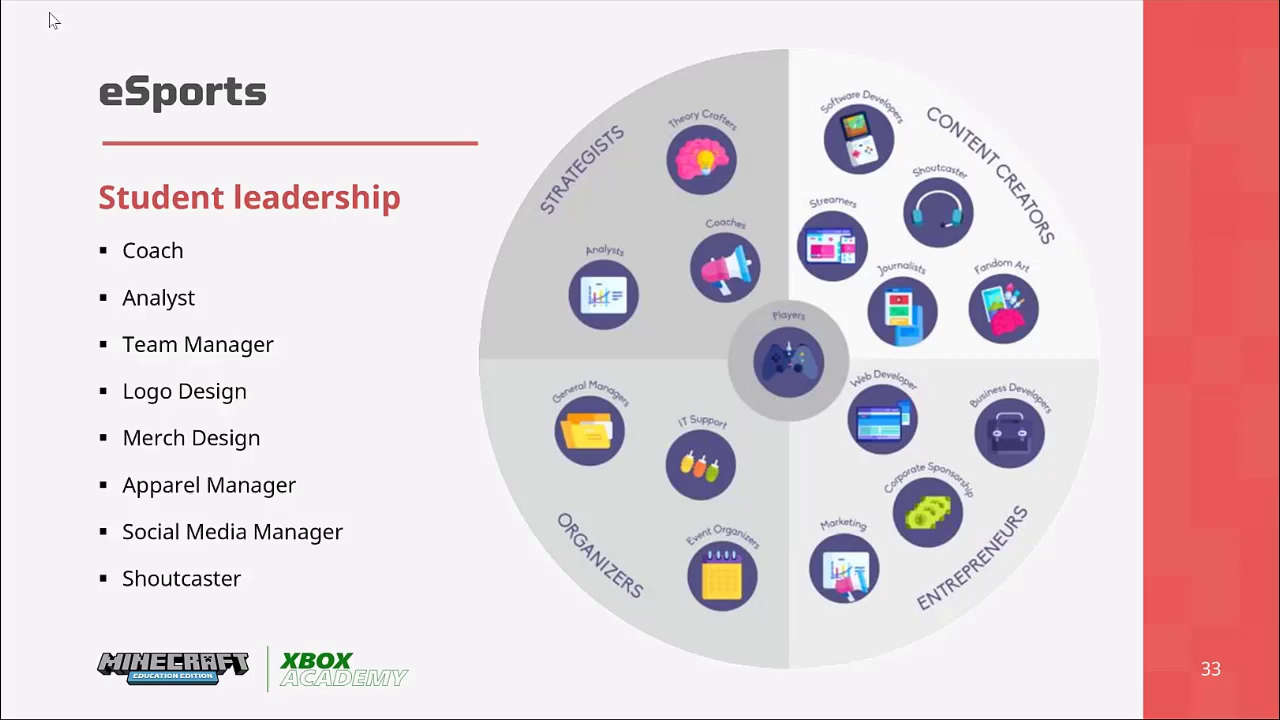 eSports
Student leadership
▪ Coach
▪ Analyst
▪ Team Manager
▪ Logo Design
▪ Merch Design
▪ Apparel Manager
▪ Social Media Manager
▪ Shoutcaster
STRATEGISTS
Theory Crafters
Coaches
Analysts
CONTENT CREATORS
Software Developers
Shoutcaster
Streamers
Journalists
Fandom Art
Players
General Managers
IT Support
Event Organizers
ORGANIZERS
Web Developer
Business Developers
Corporate Sponsorship
Marketing
ENTREPRENEURS
MINECRAFT
EDUCATION EDITION
XBOX
ACADEMY
33